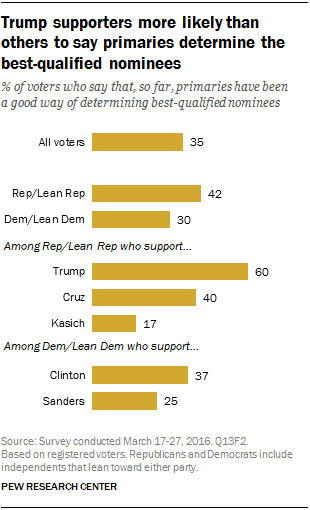 Trump supporters more likely than
others to say primaries determine the
best-qualified nominees
% of voters who say that, so far, primaries have been
a good way of determining best-qualified nominees
All voters 35
Rep/Lean Rep 42
Dem/Lean Dem 30
Among Rep/Lean Rep who support...
Trump 60
Cruz 40
Kasich 17
Among Dem/Lean Dem who support...
Clinton 37
Sanders 25
Source: Survey conducted March 17-27, 2016. Q13F2.
Based on registered voters. Republicans and Democrats include
independents that lean toward either party.
PEW RESEARCH CENTER